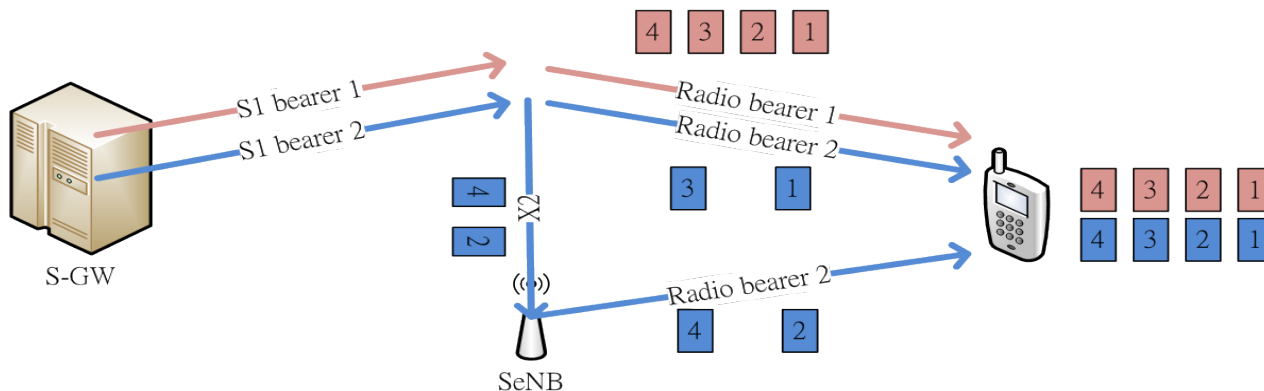 4 3 2 1
S1 bearer 1
Radio bearer 1
S1 bearer 2
Radio bearer 2
4
3 1
X2
4 3 2 1
2
4 3 2 1
S-GW
Radio bearer 2
4 2
SeNB